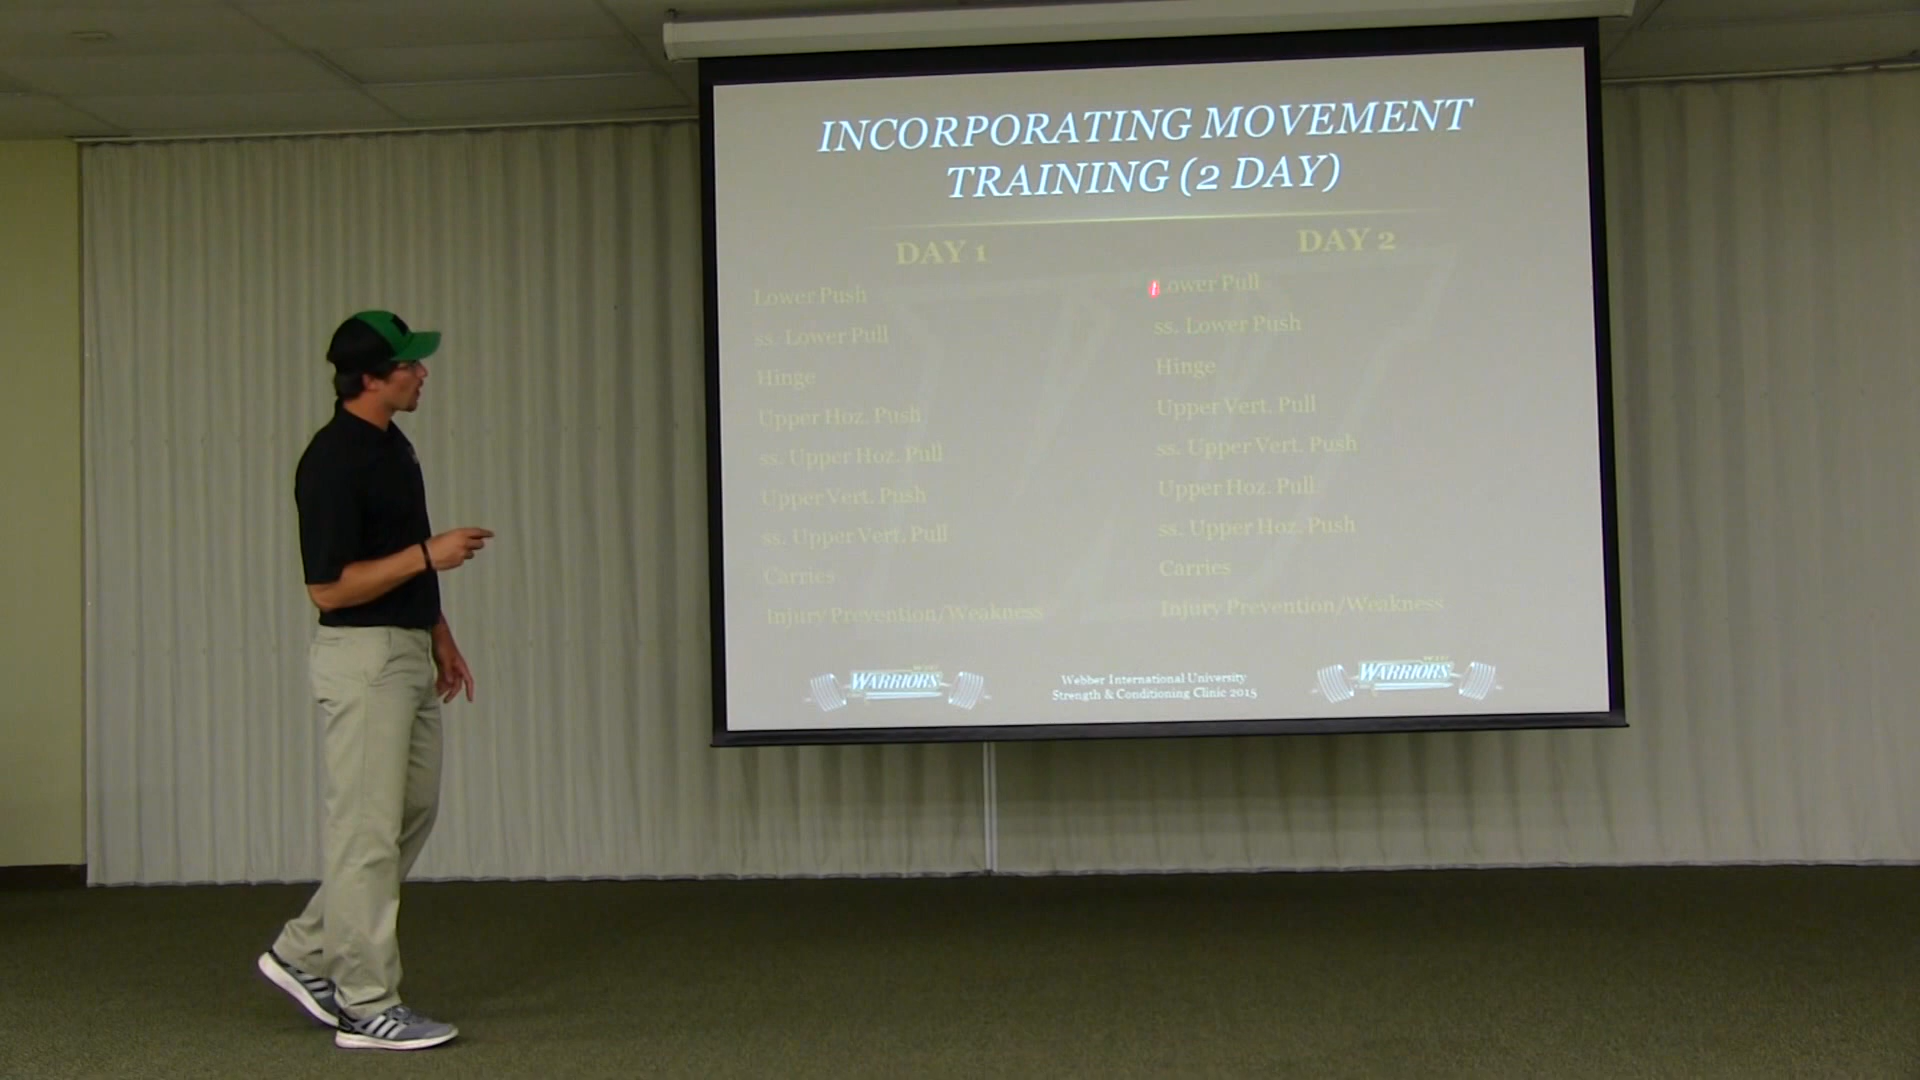 INCORPORATING MOVEMENT
TRAINING (2 DAY)
DAY 1
Lower Push
ss. Lower Pull
Hinge
Upper Hoz. Push
ss. Upper Hoz. Pull
Upper Vert. Push
ss. Upper Vert. Pull
Carries
Injury Prevention/Weakness
DAY 2
Lower Pull
ss. Lower Push
Hinge
Upper Vert. Pull
ss. Upper Vert. Push
Upper Hoz. Pull
ss. Upper Hoz. Push
Carries
Injury Prevention/Weakness
WARRIORS
Webber International University
Strength & Conditioning Clinic 2015
WARRIORS